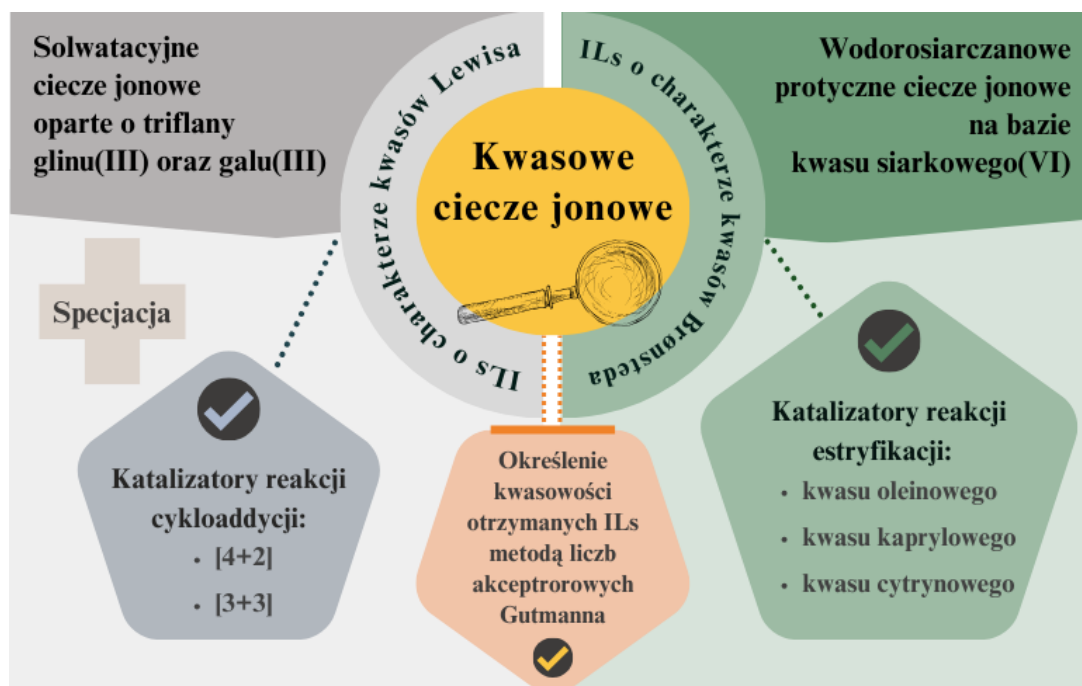 Solwatacyjne
ciecze jonowe
oparte o triflany
glinu(III) oraz galu(III)
ILs o charakterze kwasów Lewisa
ILs o charakterze kwasów Brønsteda
Wodorosiarczanowe
protyczne ciecze jonowe
na bazie
kwasu siarkowego(VI)
Kwasowe
ciecze jonowe
Specjacja
Katalizatory reakcji
cykloaddycji:
• [4+2]
• [3+3]
Określenie
kwasowości
otrzymanych ILs
metodą liczb
akceptrorowych
Gutmanna
Katalizatory reakcji
estryfikacji:
• kwasu oleinowego
• kwasu kaprylowego
• kwasu cytrynowego